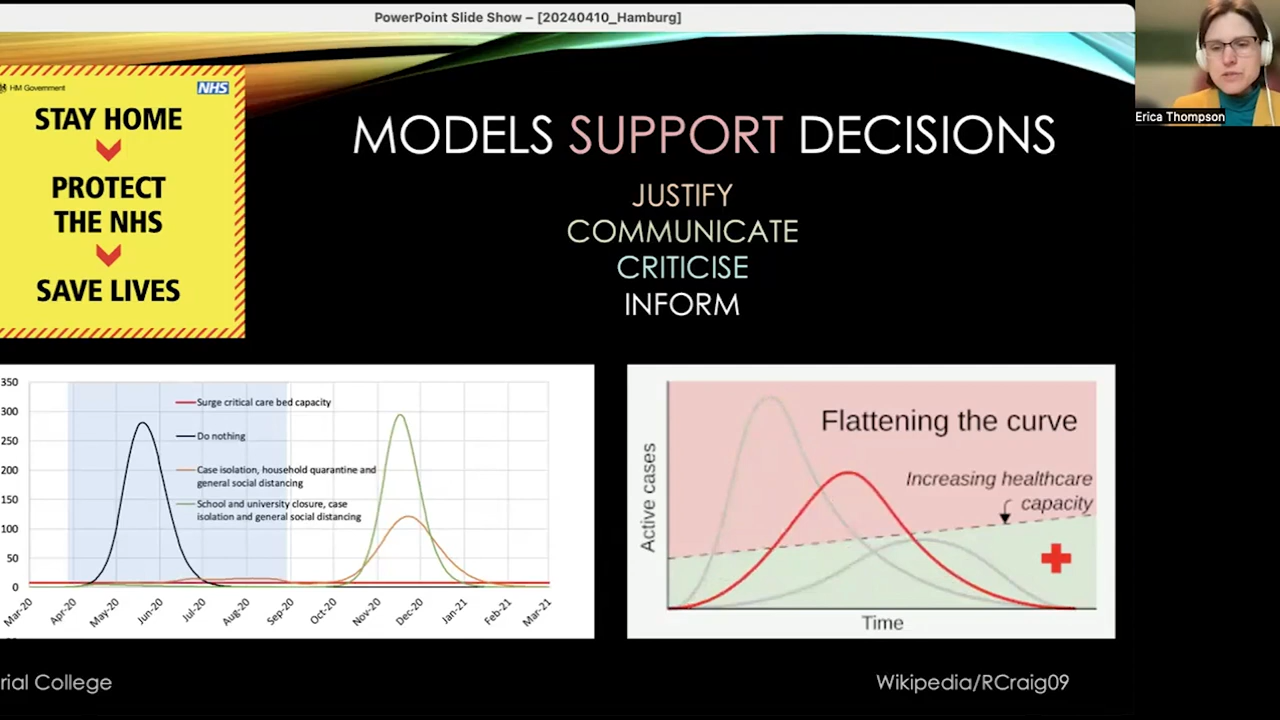 PowerPoint Slide Show – [20240410_Hamburg]
Erica Thompson
HM Government
NHS
STAY HOME
PROTECT
THE NHS
SAVE LIVES
MODELS SUPPORT DECISIONS
JUSTIFY
COMMUNICATE
CRITICISE
INFORM
350
300
250
200
150
100
50
0
Surge critical care bed capacity
Do nothing
Case isolation, household quarantine and
general social distancing
School and university closure, case
isolation and general social distancing
Mar-20
Apr-20
May-20
Jun-20
Jul-20
Aug-20
Sep-20
Oct-20
Nov-20
Dec-20
Jan-21
Feb-21
Mar-21
Flattening the curve
Increasing healthcare
capacity
Active cases
Time
rial College
Wikipedia/RCraig09